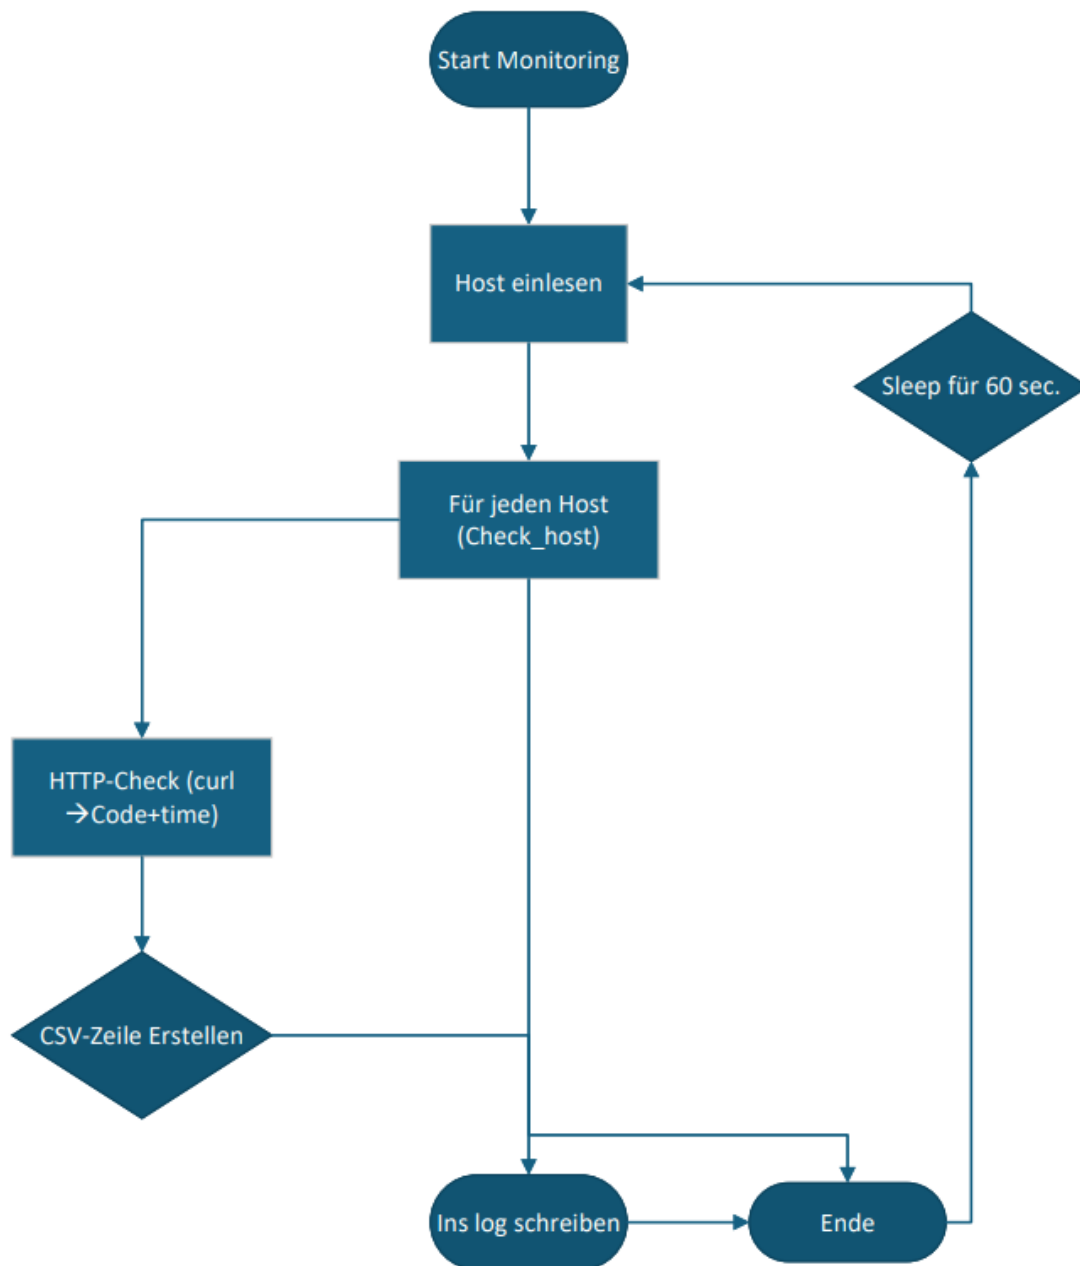 Start Monitoring
Host einlesen
Sleep für 60 sec.
Für jeden Host
(Check_host)
HTTP-Check (curl
→Code+time)
CSV-Zeile Erstellen
Ins log schreiben
Ende